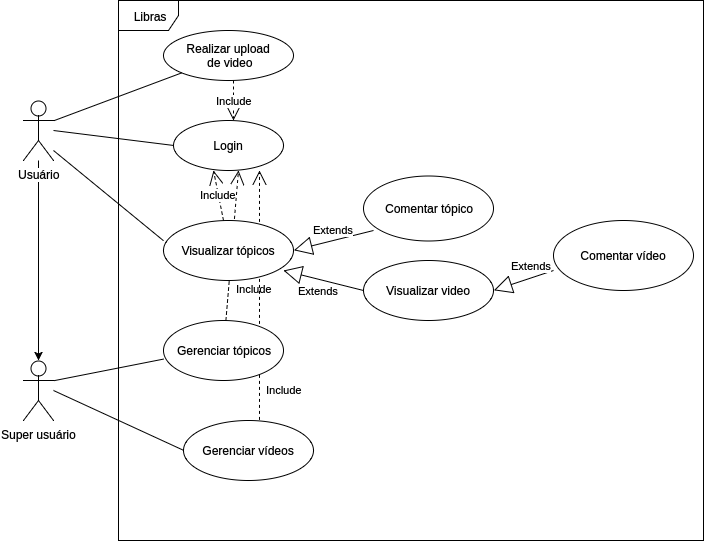 Libras
Realizar upload
de video
Include
Login
Usuário
Include
Comentar tópico
Extends
Visualizar tópicos
Comentar vídeo
Extends
Include
Extends
Visualizar video
Gerenciar tópicos
Include
Super usuário
Gerenciar vídeos